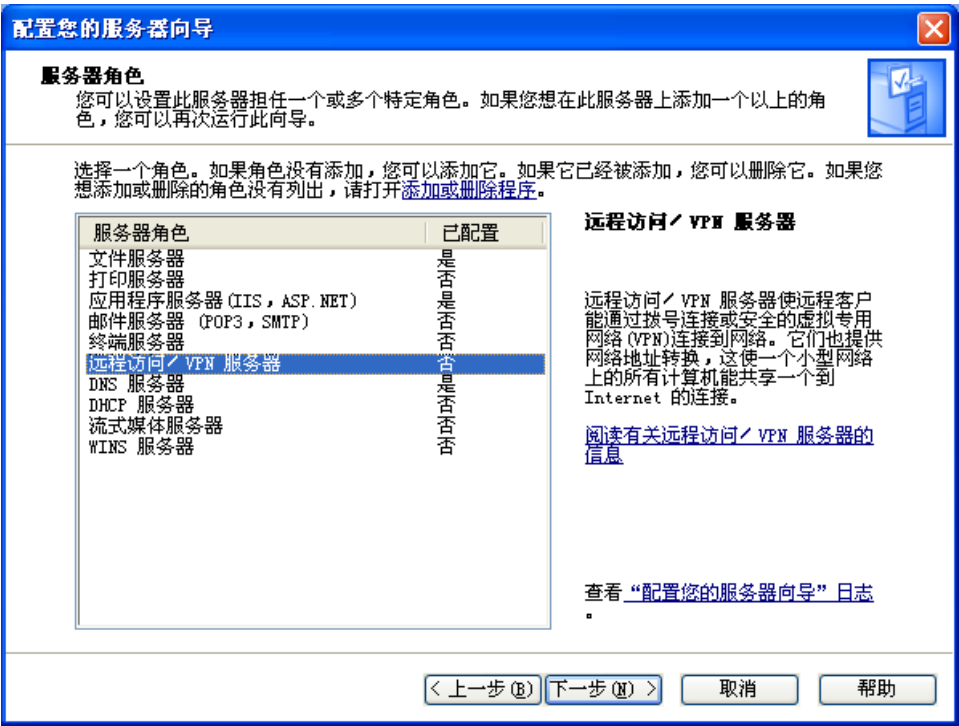 配置您的服务器向导
服务器角色
您可以设置此服务器担任一个或多个特定角色。如果您想在此服务器上添加一个以上的角
色，您可以再次运行此向导。
选择一个角色。如果角色没有添加，您可以添加它。如果它已经被添加，您可以删除它。如果您
想添加或删除的角色没有列出，请打开添加或删除程序。
服务器角色 已配置
文件服务器 是
打印服务器 否
应用程序服务器(IIS，ASP.NET) 是
邮件服务器 (POP3，SMTP) 否
终端服务器 否
远程访问/ VPN 服务器 否
DNS 服务器 是
DHCP 服务器 否
流式媒体服务器 否
WINS 服务器 否
远程访问/ VPN 服务器
远程访问/ VPN 服务器使远程客户
能通过拨号连接或安全的虚拟专用
网络(VPN)连接到网络。它们也提供
网络地址转换，这使一个小型网络
上的所有计算机能共享一个到
Internet 的连接。
阅读有关远程访问/ VPN 服务器的
信息
查看“配置您的服务器向导”日志
。
< 上一步(B) 下一步(N) > 取消 帮助